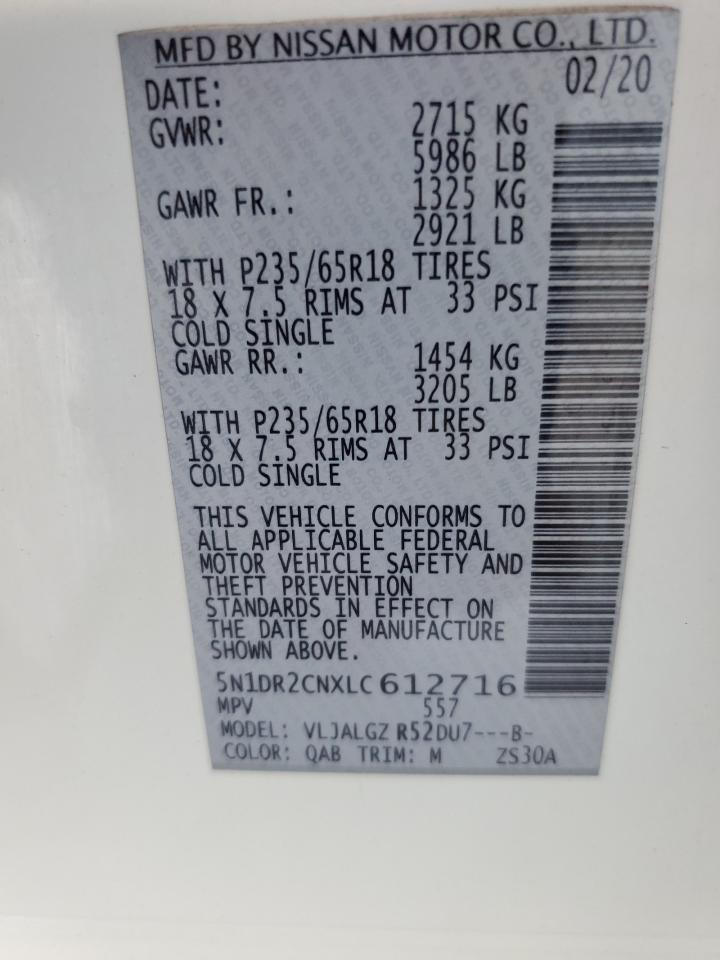 MFD BY NISSAN MOTOR CO., LTD.
DATE: 02/20
GVWR: 2715 KG
5986 LB
GAWR FR.: 1325 KG
2921 LB
WITH P235/65R18 TIRES
18 X 7.5 RIMS AT 33 PSI
COLD SINGLE
GAWR RR.: 1454 KG
3205 LB
WITH P235/65R18 TIRES
18 X 7.5 RIMS AT 33 PSI
COLD SINGLE
THIS VEHICLE CONFORMS TO
ALL APPLICABLE FEDERAL
MOTOR VEHICLE SAFETY AND
THEFT PREVENTION
STANDARDS IN EFFECT ON
THE DATE OF MANUFACTURE
SHOWN ABOVE.
5N1DR2CNXLC612716
MPV 557
MODEL: VLJALGZ R52DU7---B-
COLOR: QAB TRIM: M ZS30A